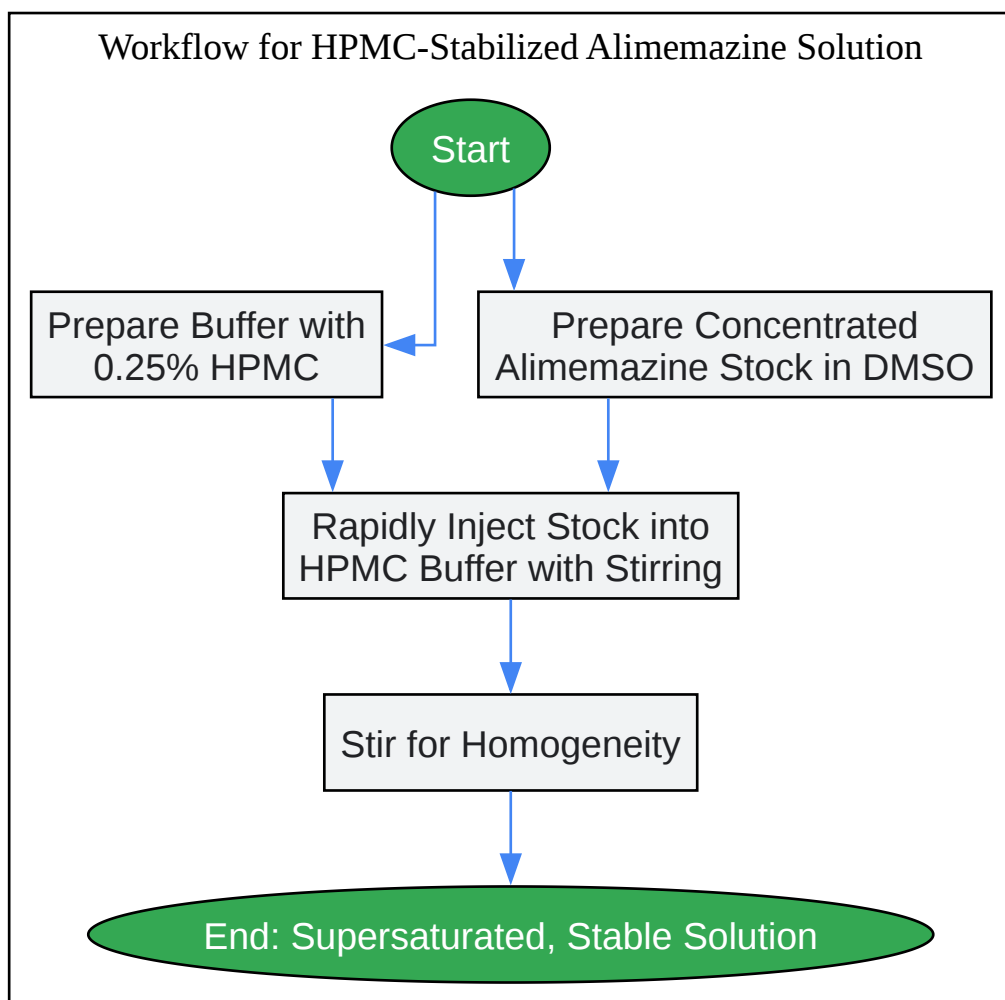 Workflow for HPMC-Stabilized Alimemazine Solution
Start
Prepare Buffer with
0.25% HPMC
Prepare Concentrated
Alimemazine Stock in DMSO
Rapidly Inject Stock into
HPMC Buffer with Stirring
Stir for Homogeneity
End: Supersaturated, Stable Solution